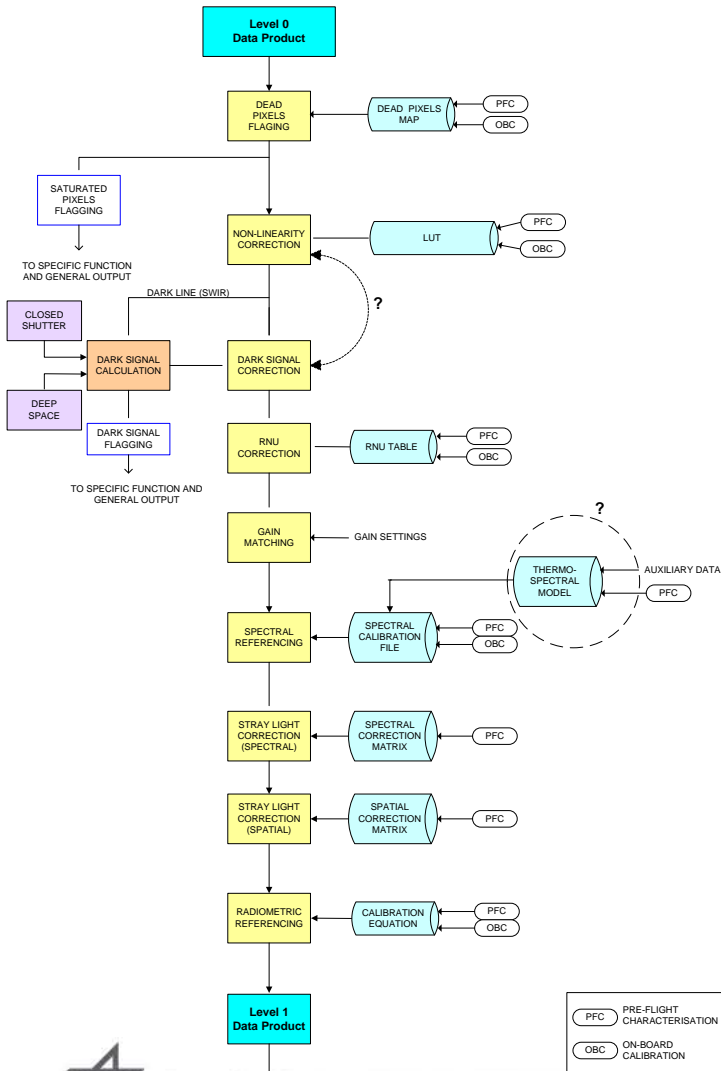 Level 0
Data Product
DEAD
PIXELS
FLAGING
DEAD PIXELS
MAP
PFC
OBC
SATURATED
PIXELS
FLAGGING
TO SPECIFIC FUNCTION
AND GENERAL OUTPUT
NON-LINEARITY
CORRECTION
LUT
PFC
OBC
DARK LINE (SWIR)
?
CLOSED
SHUTTER
DARK SIGNAL
CALCULATION
DARK SIGNAL
CORRECTION
DEEP
SPACE
DARK SIGNAL
FLAGGING
TO SPECIFIC FUNCTION AND
GENERAL OUTPUT
RNU
CORRECTION
RNU TABLE
PFC
OBC
GAIN
MATCHING
GAIN SETTINGS
?
THERMO-
SPECTRAL
MODEL
AUXILIARY DATA
PFC
SPECTRAL
REFERENCING
SPECTRAL
CALIBRATION
FILE
PFC
OBC
STRAY LIGHT
CORRECTION
(SPECTRAL)
SPECTRAL
CORRECTION
MATRIX
PFC
STRAY LIGHT
CORRECTION
(SPATIAL)
SPATIAL
CORRECTION
MATRIX
PFC
RADIOMETRIC
REFERENCING
CALIBRATION
EQUATION
PFC
OBC
Level 1
Data Product
PFC
PRE-FLIGHT
CHARACTERISATION
OBC
ON-BOARD
CALIBRATION